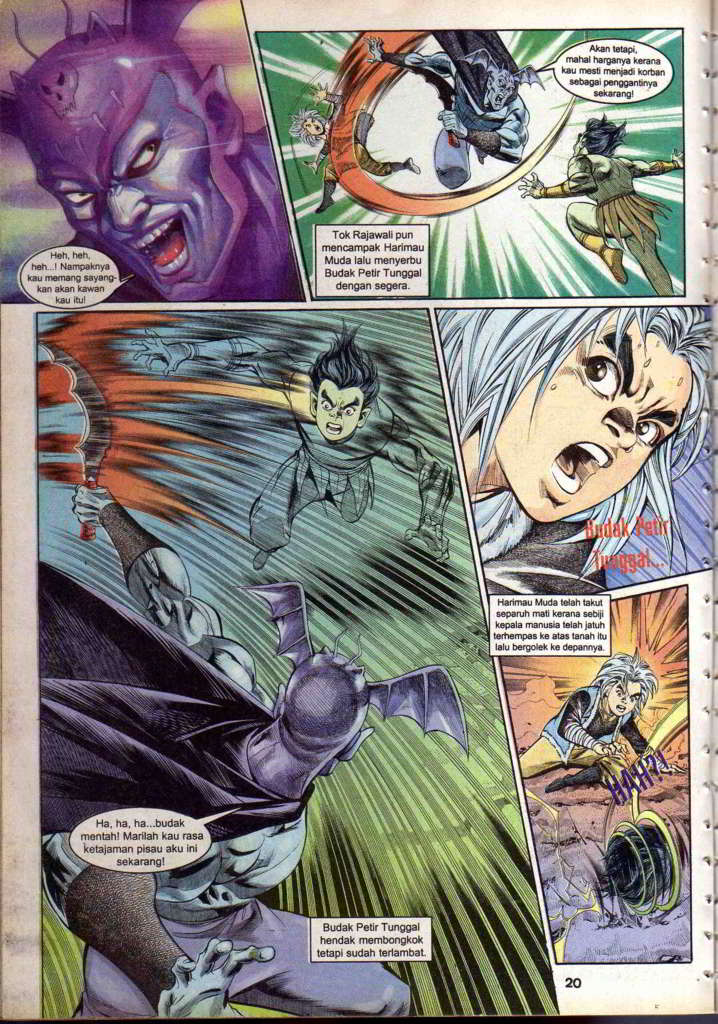 Heh, heh,
heh...! Nampaknya
kau memang sayang-
kan akan kawan
kau itu!
Akan tetapi,
mahal harganya kerana
kau mesti menjadi korban
sebagai penggantinya
sekarang!
Tok Rajawali pun
mencampak Harimau
Muda lalu menyerbu
Budak Petir Tunggal
dengan segera.
Ha, ha, ha...budak
mentah! Marilah kau rasa
ketajaman pisau aku ini
sekarang!
Budak Petir Tunggal
hendak membongkok
tetapi sudah terlambat.
Budak Petir
Tunggal...
Harimau Muda telah takut
separuh mati kerana sebiji
kepala manusia telah jatuh
terhempas ke atas tanah itu
lalu bergolek ke depannya.
HAH?!
20